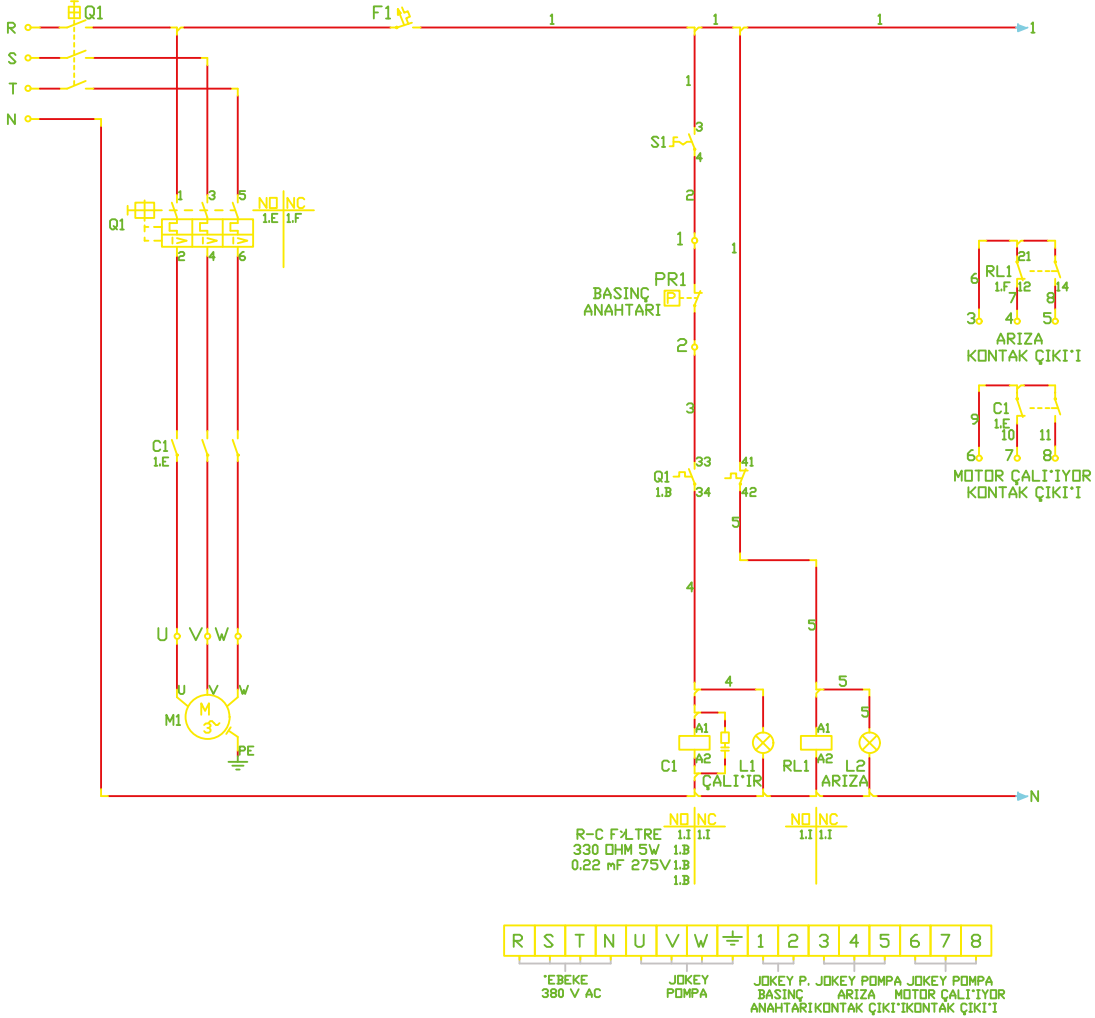 Q1
F1
R
1
1
1
1
S
T
N
1
3
S1
4
2
1
3
5
NO NC
1.E 1.F
Q1
2
4
6
1
1
PR1
BASINÇ
ANAHTARI
P
2
3
21
RL1
6
1.F
12
14
7
8
3
4
5
ARIZA
KONTAK ÇIKI°I
C1
9
1.E
10
11
6
7
8
MOTOR ÇALI°IYOR
KONTAK ÇIKI°I
C1
1.E
33
41
Q1
1.B
34
42
5
4
5
U V W
U V W
M1
M
3
PE
4
5
5
A1
A1
A2
A2
C1
L1
RL1
L2
ÇALI°IR
ARIZA
N
NO NC
NO NC
R-C F×LTRE
1.I 1.I
1.I 1.I
330 OHM 5W
1.B
0.22 mF 275V
1.B
1.B
R S T N U V W 1 2 3 4 5 6 7 8
°EBEKE
380 V AC
JOKEY
POMPA
JOKEY P.
BASINÇ
ANAHTARI
JOKEY POMPA
ARIZA
KONTAK ÇIKI°I
JOKEY POMPA
MOTOR ÇALI°IYOR
KONTAK ÇIKI°I